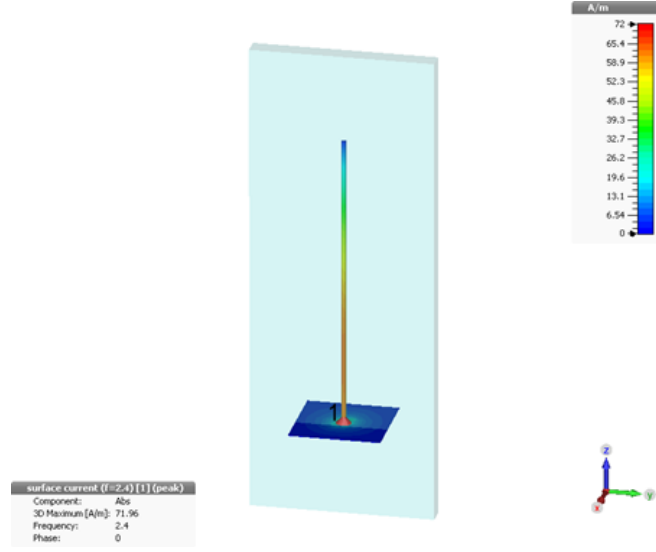 A/m
72
65.4
58.9
52.4
45.8
39.3
32.7
26.2
19.6
13.1
6.54
0
1
z
y
x
surface current (f=2.4) [1] (peak)
Component: Abs
3D Maximum [A/m]: 71.96
Frequency: 2.4
Phase: 0